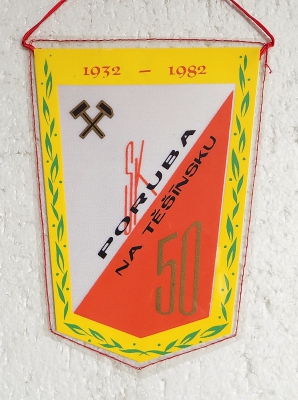 1932 – 1982
SK
PORUBA
NA TĚŠÍNSKU
50